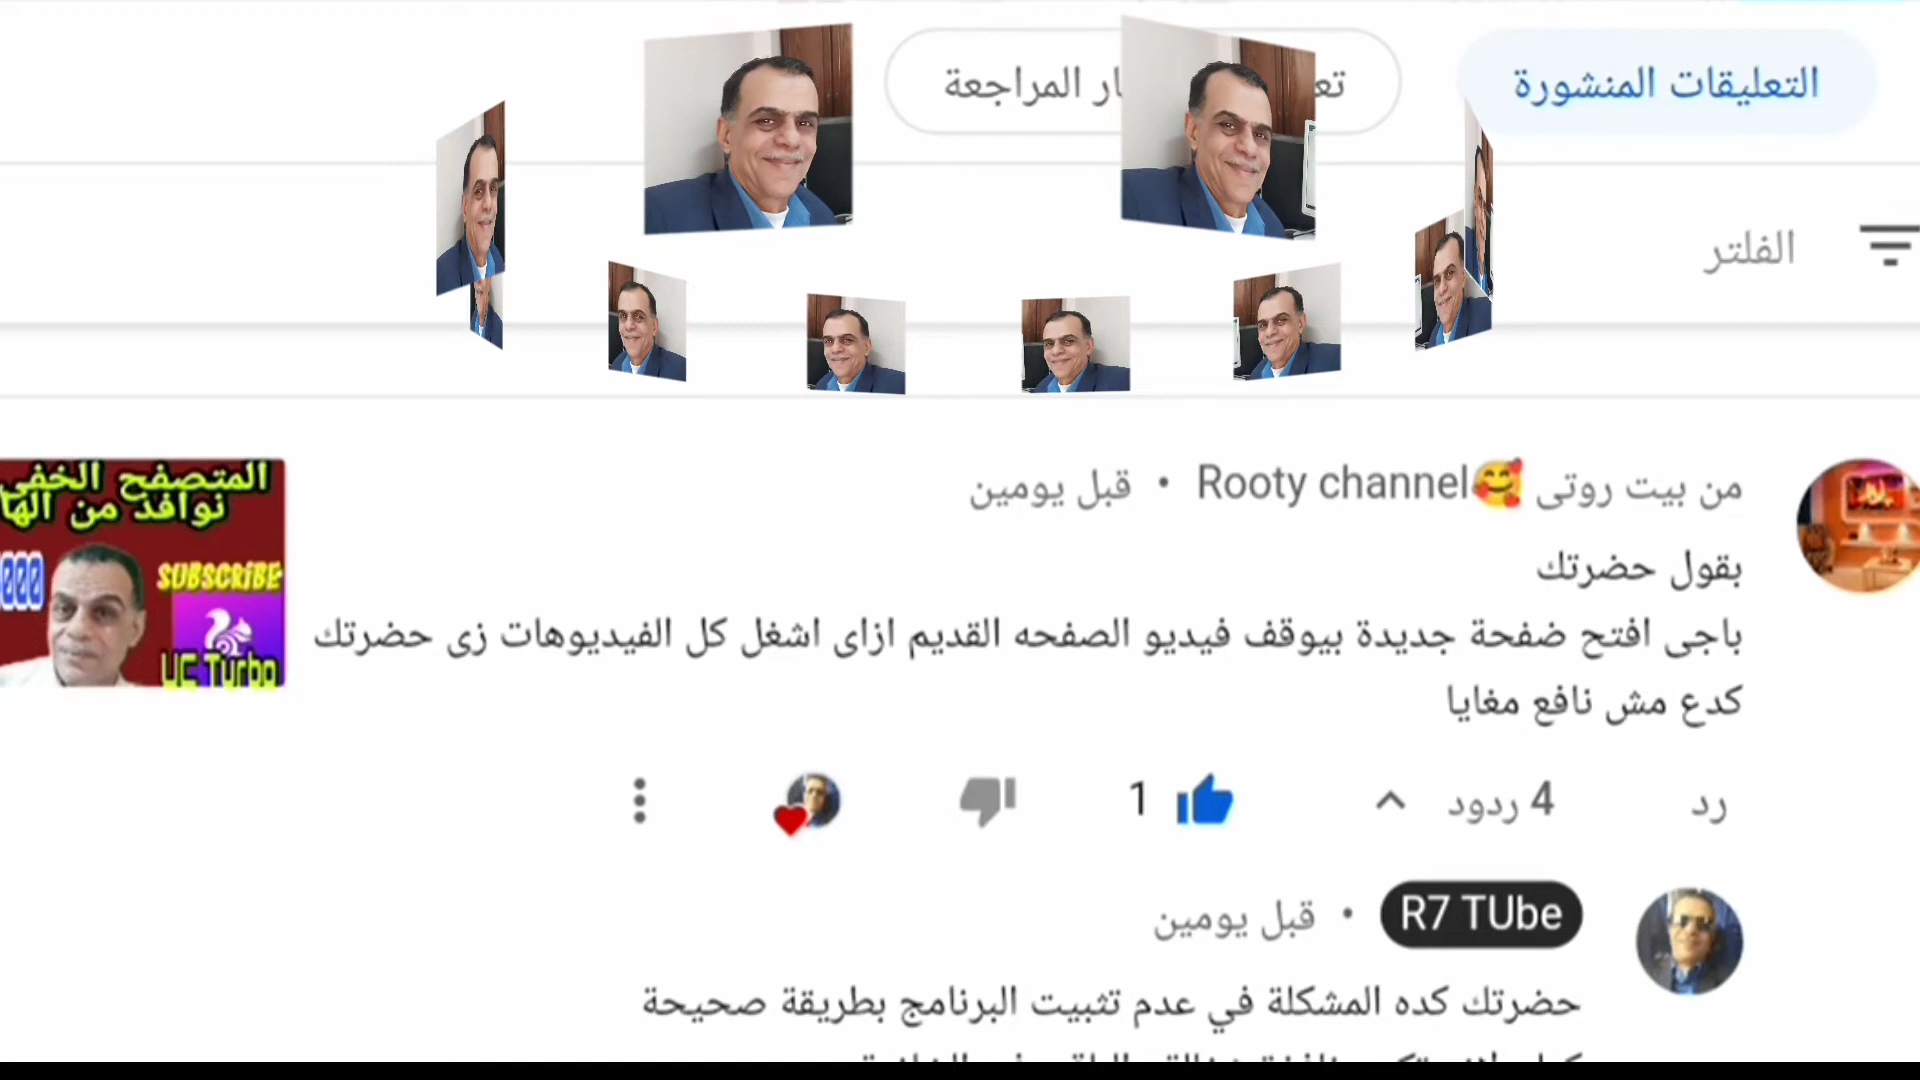 التعليقات المنشورة
المراجعة
الفلتر
من بيت روتى 🥰Rooty channel • قبل يومين
بقول حضرتك
باجى افتح ضفحة جديدة بيوقف فيديو الصفحه القديم ازاى اشغل كل الفيديوهات زى حضرتك
كدع مش نافع مغايا
رد
4 ردود
1
المتصفح الخفي
نوافذ من
000
SUBSCRiBE
UC Turbo
R7 TUbe • قبل يومين
حضرتك كده المشكلة في عدم تثبيت البرنامج بطريقة صحيحة